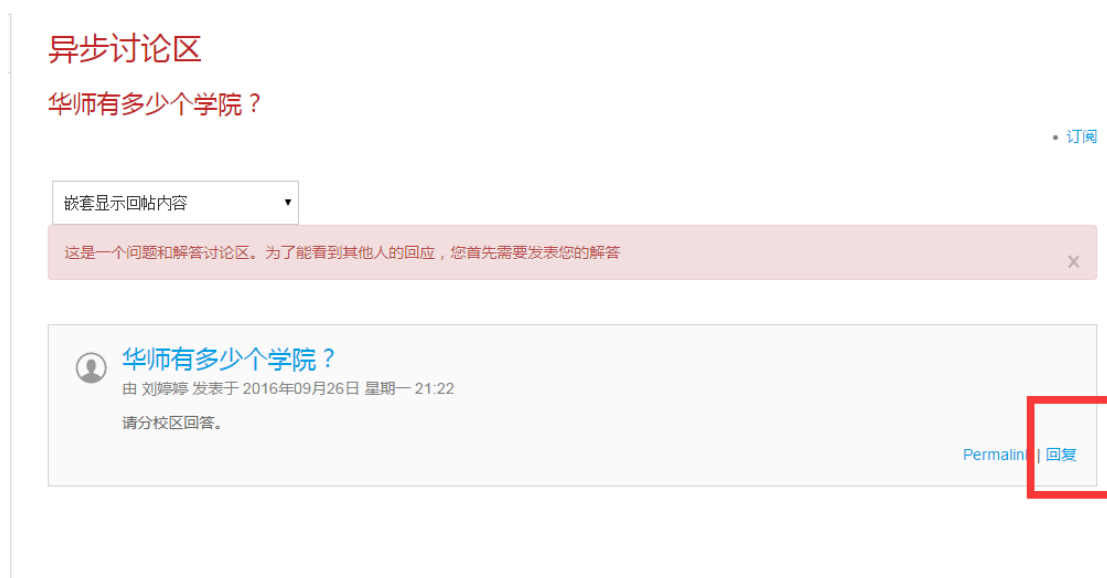 异步讨论区
华师有多少个学院？
• 订阅
嵌套显示回帖内容
这是一个问题和解答讨论区。为了能看到其他人的回应，您首先需要发表您的解答
×
华师有多少个学院？
由 刘婷婷 发表于 2016年09月26日 星期一 21:22
请分校区回答。
Permalink | 回复